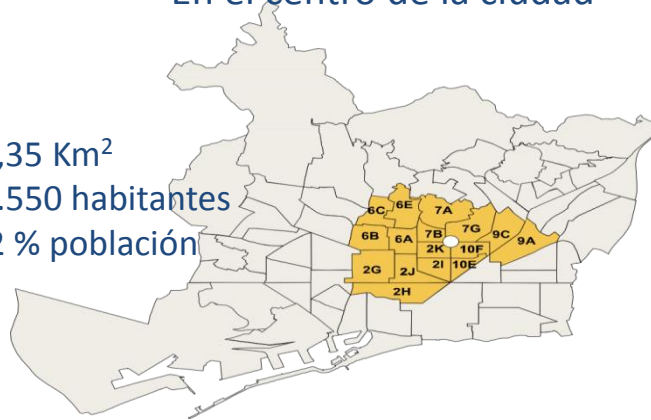 En el centro de la ciudad
,35 Km²
.550 habitantes
2 % población
6C 6E 7A
6B 6A 7B 7G 9C 9A
2K 10F
2G 2J 2I 10E
2H